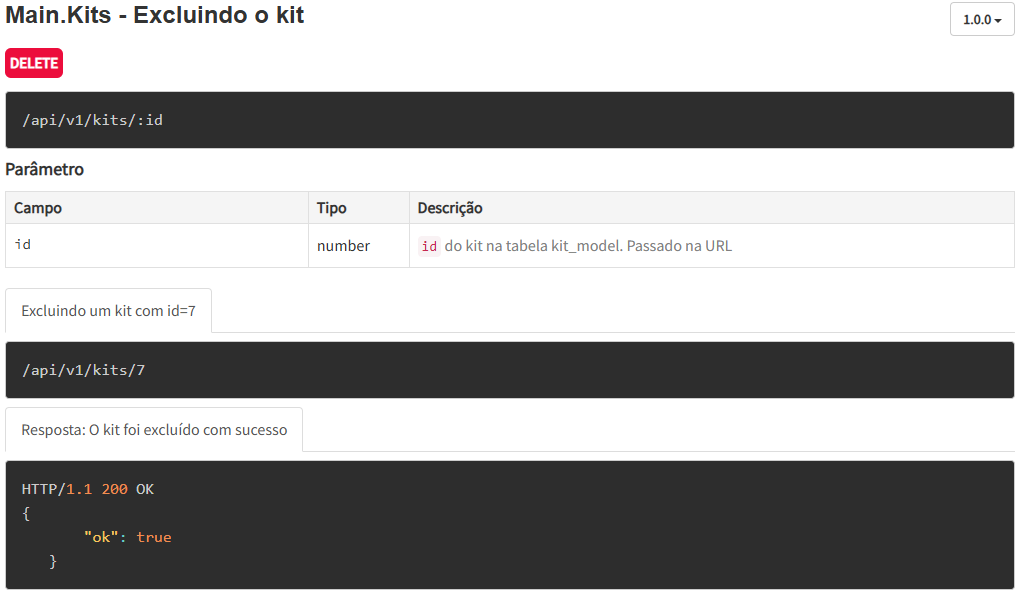 Main.Kits - Excluindo o kit
1.0.0
DELETE
/api/v1/kits/:id
Parâmetro
Campo Tipo Descrição
id number id do kit na tabela kit_model. Passado na URL
Excluindo um kit com id=7
/api/v1/kits/7
Resposta: O kit foi excluído com sucesso
HTTP/1.1 200 OK
{
"ok": true
}